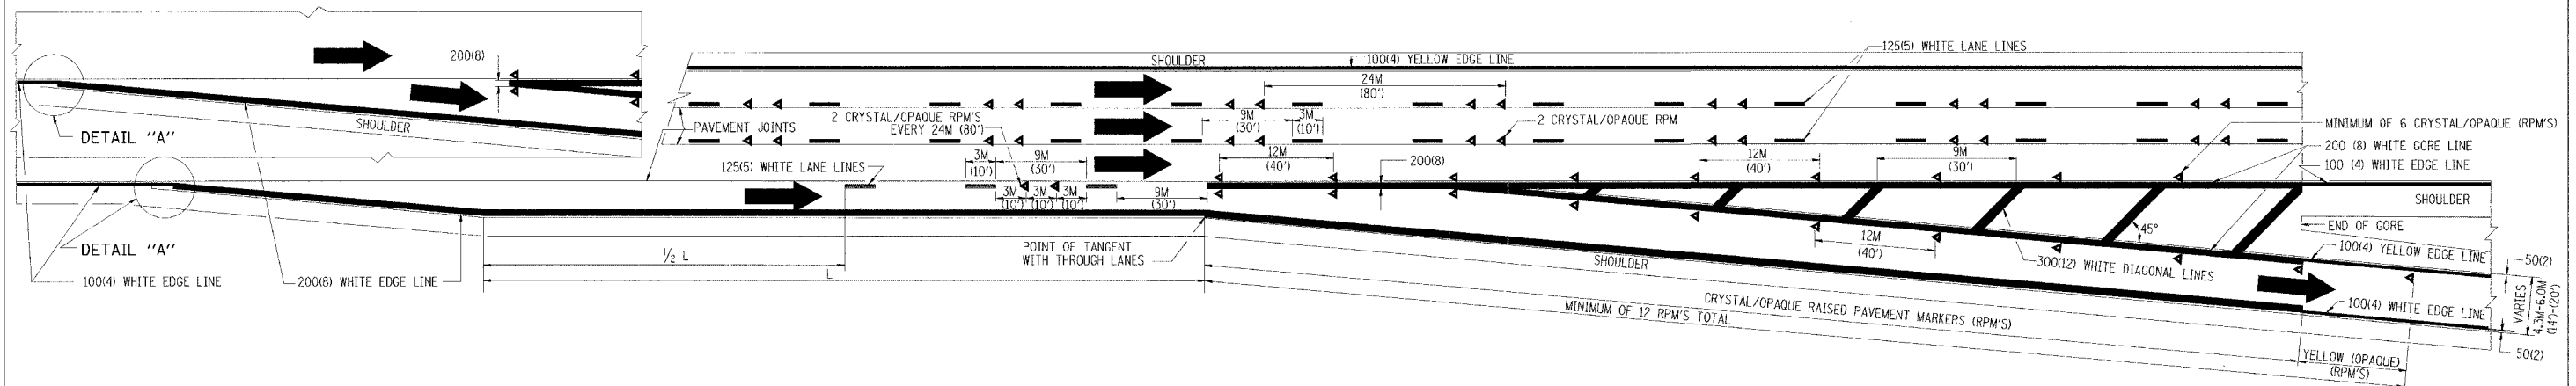 200(8)
SHOULDER
DETAIL "A"
DETAIL "A"
100(4) WHITE EDGE LINE
200(8) WHITE EDGE LINE
PAVEMENT JOINTS
2 CRYSTAL/OPAQUE RPM'S
EVERY 24M (80')
125(5) WHITE LANE LINES
3M
(10')
9M
(30')
3M
(10')
3M
(10')
3M
(10')
9M
(30')
1/2 L
L
POINT OF TANGENT
WITH THROUGH LANES
SHOULDER
100(4) YELLOW EDGE LINE
24M
(80')
9M
(30')
3M
(10')
2 CRYSTAL/OPAQUE RPM
125(5) WHITE LANE LINES
12M
(40')
200(8)
12M
(40')
9M
(30')
MINIMUM OF 6 CRYSTAL/OPAQUE (RPM'S)
200 (8) WHITE GORE LINE
100 (4) WHITE EDGE LINE
SHOULDER
END OF GORE
45°
12M
(40')
300(12) WHITE DIAGONAL LINES
100(4) YELLOW EDGE LINE
50(2)
SHOULDER
CRYSTAL/OPAQUE RAISED PAVEMENT MARKERS (RPM'S)
MINIMUM OF 12 RPM'S TOTAL
100(4) WHITE EDGE LINE
VARIES
4.3M-6.0M
(14')-(20')
50(2)
YELLOW (OPAQUE)
(RPM'S)